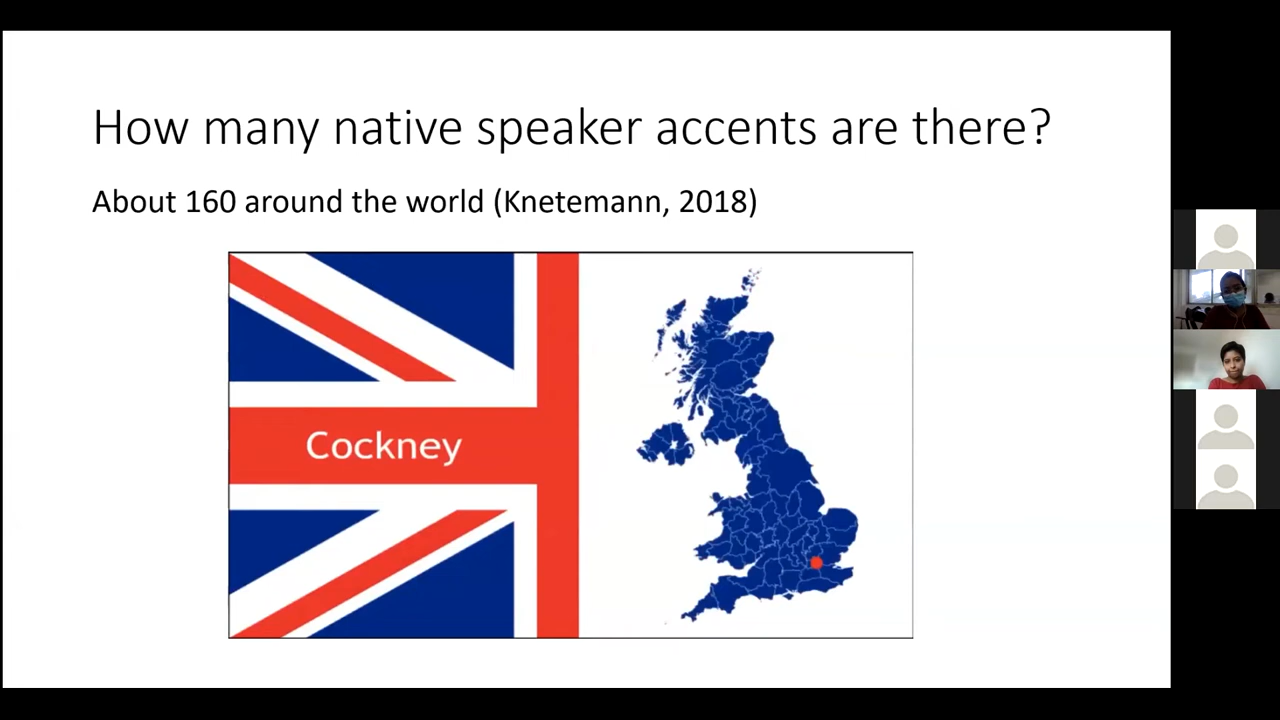 How many native speaker accents are there?
About 160 around the world (Knetemann, 2018)
Cockney